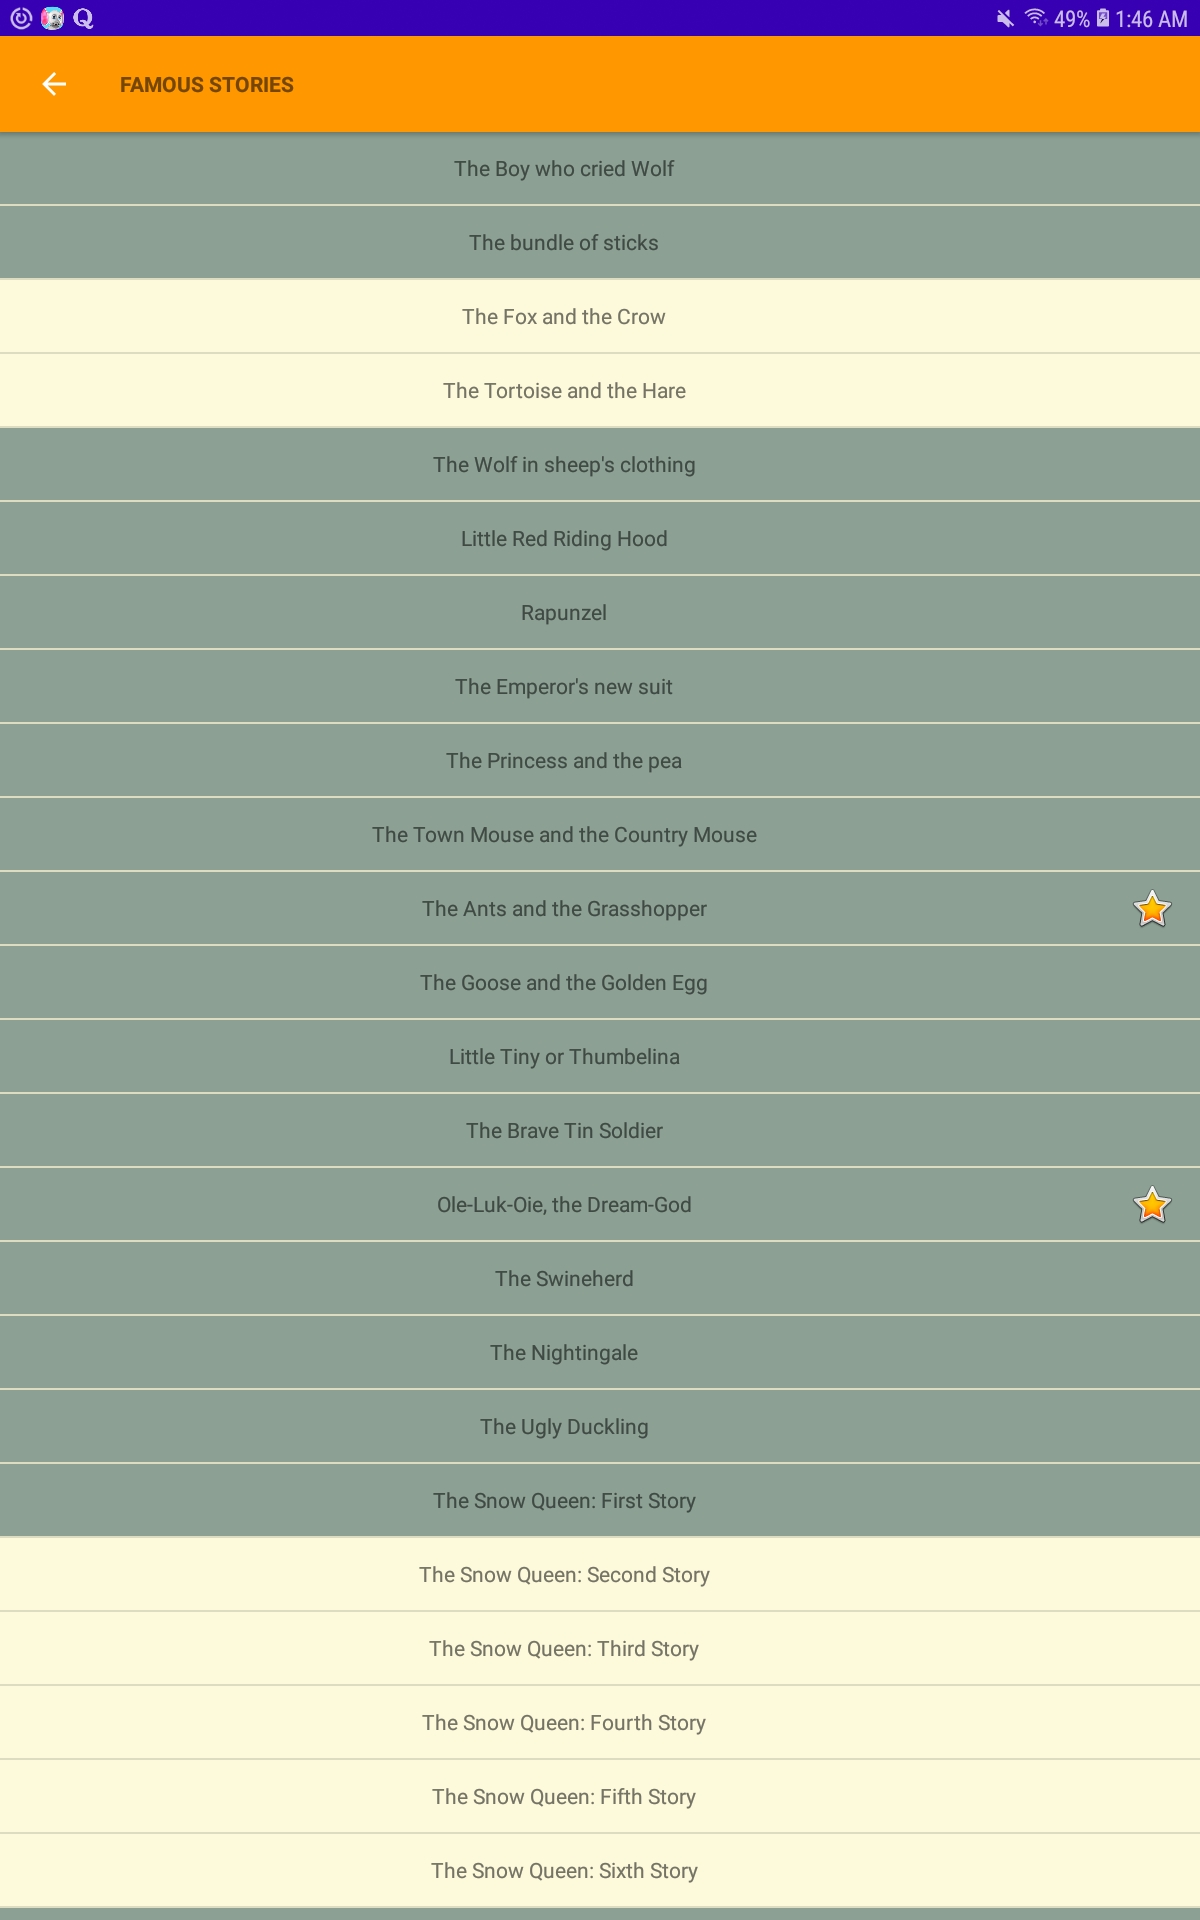 49% 1:46 AM
FAMOUS STORIES
The Boy who cried Wolf
The bundle of sticks
The Fox and the Crow
The Tortoise and the Hare
The Wolf in sheep's clothing
Little Red Riding Hood
Rapunzel
The Emperor's new suit
The Princess and the pea
The Town Mouse and the Country Mouse
The Ants and the Grasshopper
The Goose and the Golden Egg
Little Tiny or Thumbelina
The Brave Tin Soldier
Ole-Luk-Oie, the Dream-God
The Swineherd
The Nightingale
The Ugly Duckling
The Snow Queen: First Story
The Snow Queen: Second Story
The Snow Queen: Third Story
The Snow Queen: Fourth Story
The Snow Queen: Fifth Story
The Snow Queen: Sixth Story